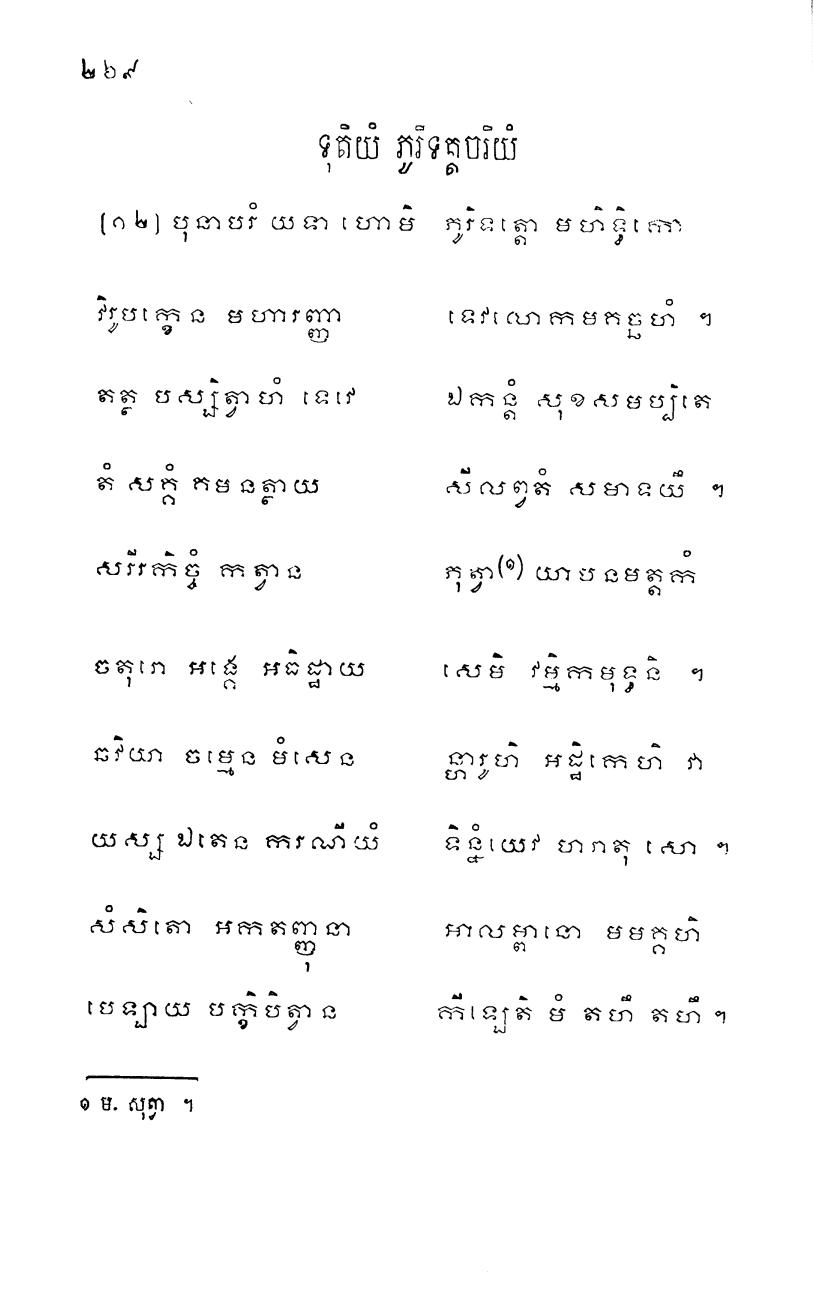 ២៦៩
ទុតិយំ ភូរិទត្តចរិយំ
(១២) បុនាបរំ យទា ហោមិ ភូរិទត្តោ មហិទ្ធិកោ
វិរូបក្ខេន មហារញ្ញា ទេវលោកមគច្ឆហំ ។
តត្ថ បស្សិត្វាហំ ទេវេ ឯកន្តំ សុខសមប្បិតេ
តំ សគ្គំ គមនត្ថាយ សីលព្វតំ សមាទយឹ ។
សរីរកិច្ចំ កត្វាន ភុត្វា(១) យាបនមត្តកំ
ចតុរោ អង្គេ អធិដ្ឋាយ សេមិ វម្មិកមុទ្ធនិ ។
ឆវិយា ចម្មេន មំសេន ន្ហារូហិ អដ្ឋិកេហិ វា
យស្ស ឯតេន ករណីយំ ទិន្នំយេវ ហរាតុ សោ ។
សំសិតោ អកតញ្ញុនា អាលម្ពានោ មមគ្គហិ
បេឡាយ បក្ខិបិត្វាន កីឡេតិ មំ តហឹ តហឹ ។
១ ម. សុត្វា ។